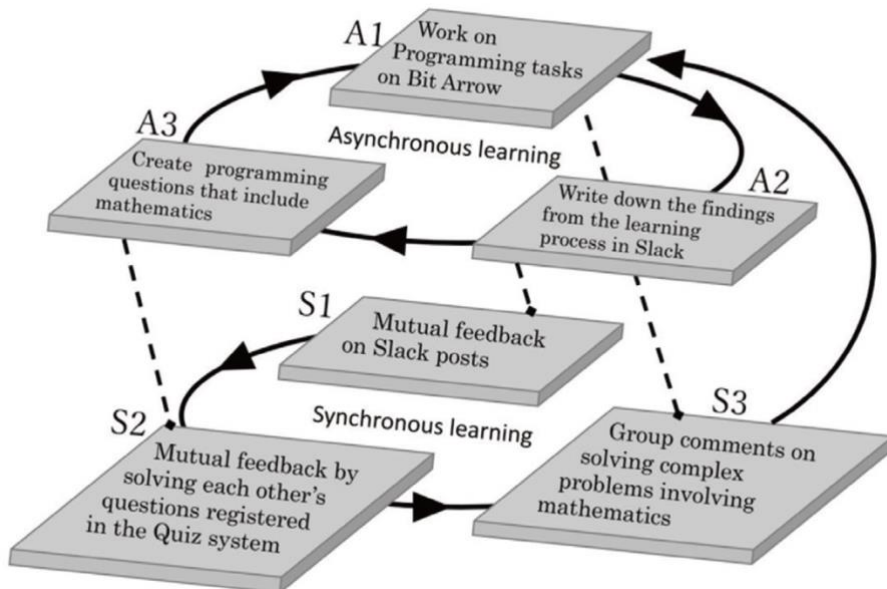 A1
Work on
Programming tasks
on Bit Arrow
A3
Asynchronous learning
Create programming
questions that include
mathematics
A2
Write down the findings
from the learning
process in Slack
S1
Mutual feedback
on Slack posts
S2
Synchronous learning
S3
Mutual feedback by
solving each other's
questions registered
in the Quiz system
Group comments on
solving complex
problems involving
mathematics